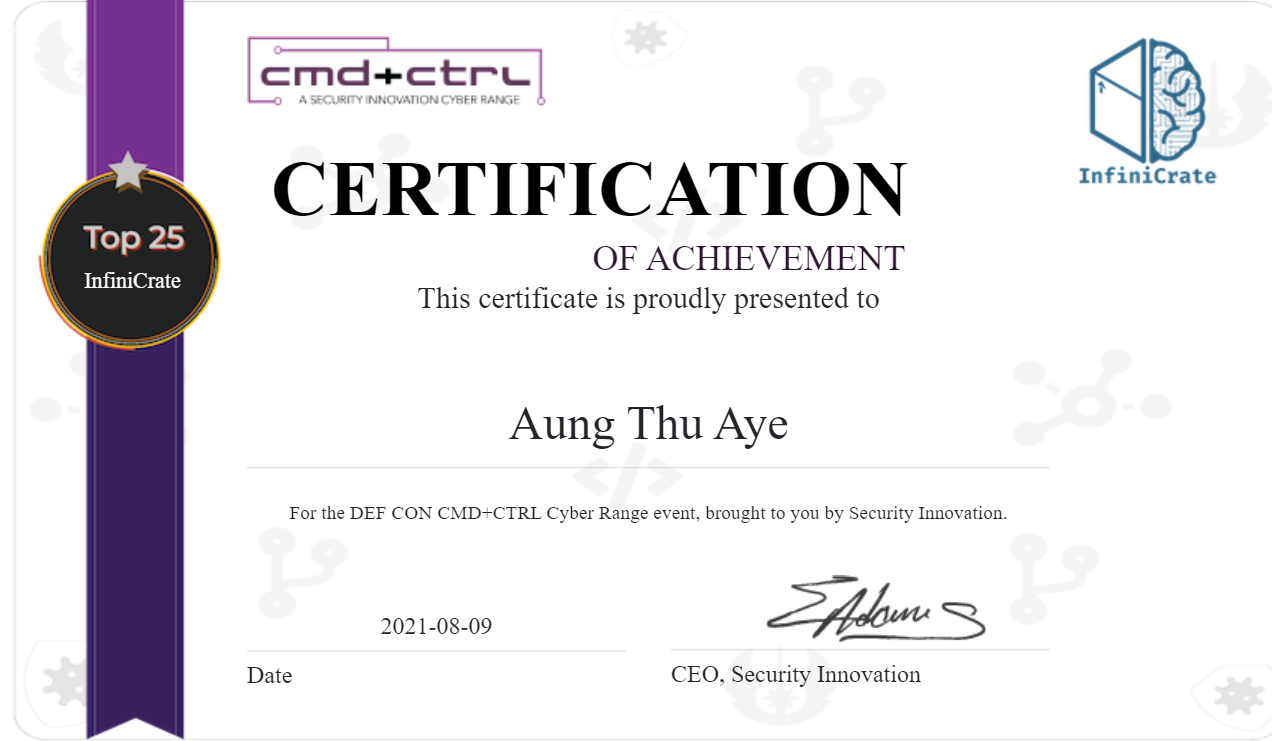 cmd+ctrl
A SECURITY INNOVATION CYBER RANGE
InfiniCrate
CERTIFICATION
OF ACHIEVEMENT
This certificate is proudly presented to
Top 25
InfiniCrate
Aung Thu Aye
For the DEF CON CMD+CTRL Cyber Range event, brought to you by Security Innovation.
2021-08-09
EAdams
Date
CEO, Security Innovation